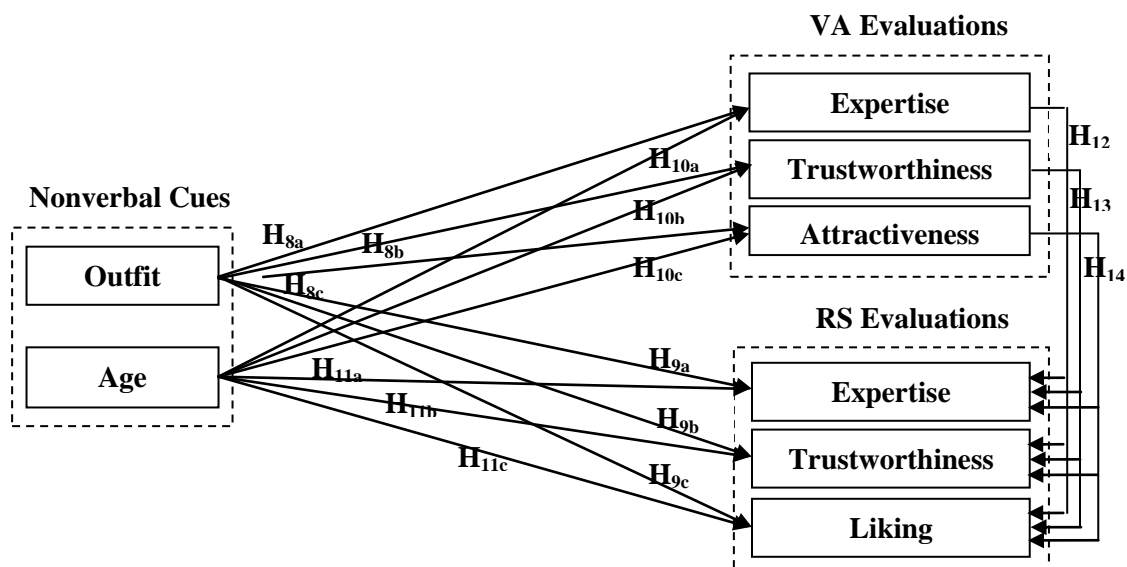 VA Evaluations
Expertise
H12
H10a
Trustworthiness
Nonverbal Cues
H13
H10b
H8a
H8b
Attractiveness
Outfit
H10c
H14
H8c
RS Evaluations
H9a
Age
H11a
Expertise
H11b
H9b
H11c
Trustworthiness
H9c
Liking